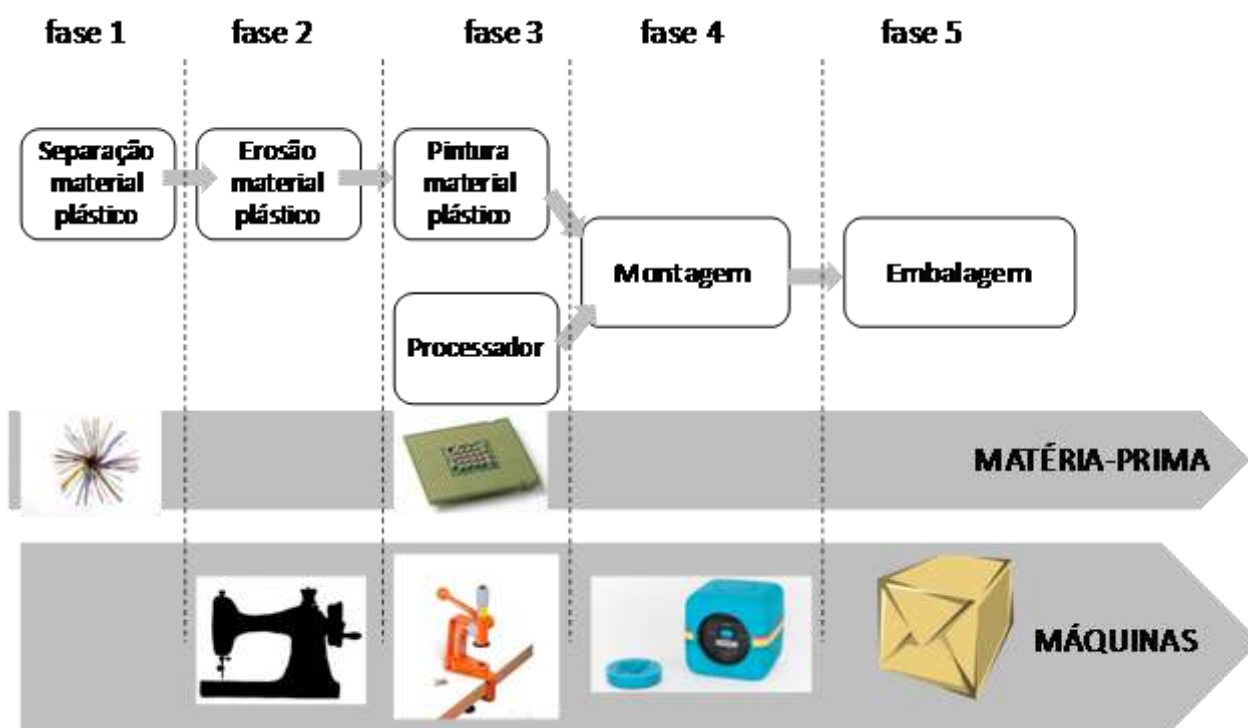 fase 1
fase 2
fase 3
fase 4
fase 5
Separação
material
plástico
Erosão
material
plástico
Pintura
material
plástico
Montagem
Embalagem
Processador
MATÉRIA-PRIMA
MÁQUINAS